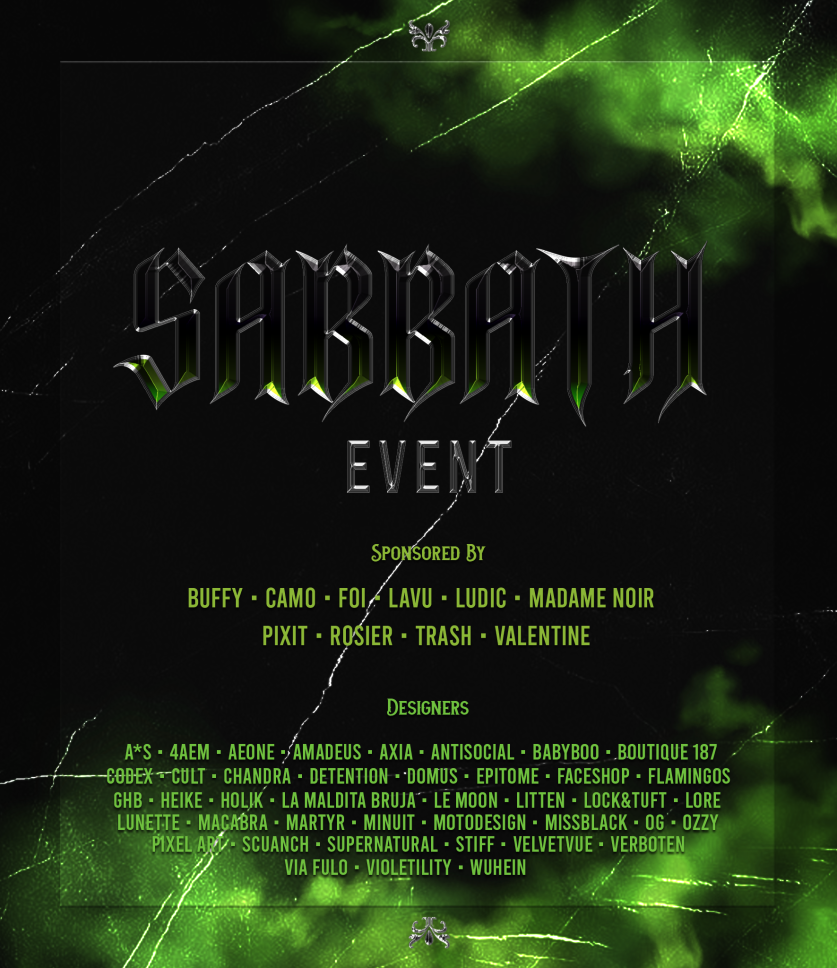 SABBATH
EVENT
Sponsored By
BUFFY ▪ CAMO ▪ FOI ▪ LAVU ▪ LUDIC ▪ MADAME NOIR
PIXIT ▪ ROSIER ▪ TRASH ▪ VALENTINE
Designers
A*S ▪ 4AEM ▪ AEONE ▪ AMADEUS ▪ AXIA ▪ ANTISOCIAL ▪ BABYBOO ▪ BOUTIQUE 187
CODEX ▪ CULT ▪ CHANDRA ▪ DETENTION ▪ DOMUS ▪ EPITOME ▪ FACESHOP ▪ FLAMINGOS
GHB ▪ HEIKE ▪ HOLIK ▪ LA MALDITA BRUJA ▪ LE MOON ▪ LITTEN ▪ LOCK&TUFT ▪ LORE
LUNETTE ▪ MACABRA ▪ MARTYR ▪ MINUIT ▪ MOTODESIGN ▪ MISSBLACK ▪ OG ▪ OZZY
PIXEL ART ▪ SCUANCH ▪ SUPERNATURAL ▪ STIFF ▪ VELVETVUE ▪ VERBOTEN
VIA FULO ▪ VIOLETILITY ▪ WUHEIN